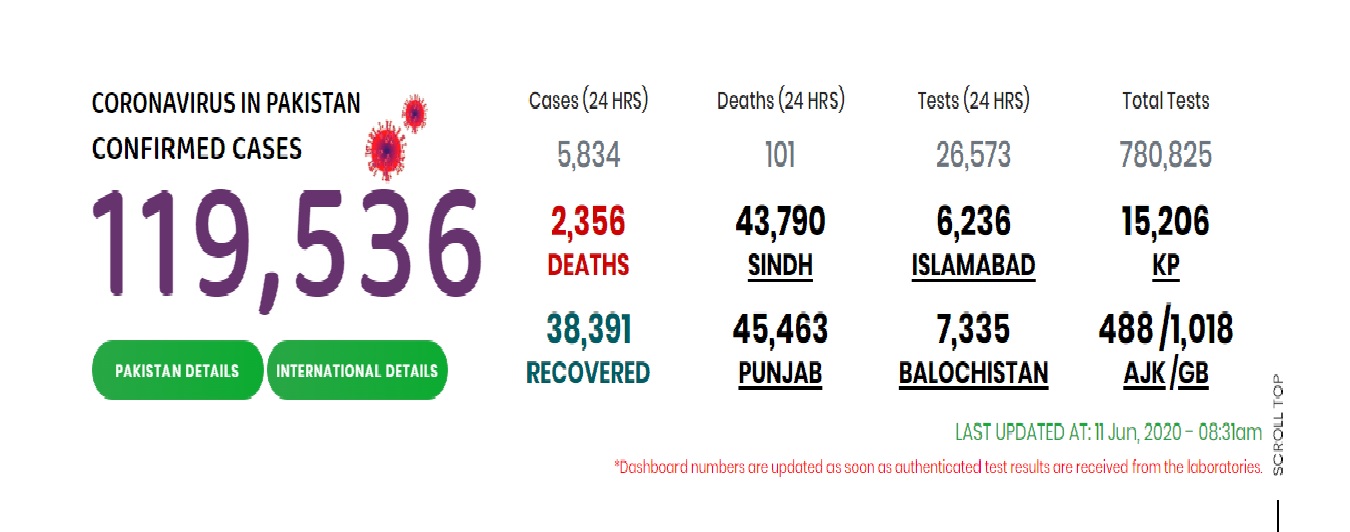 CORONAVIRUS IN PAKISTAN
CONFIRMED CASES
119,536
PAKISTAN DETAILS
INTERNATIONAL DETAILS
Cases (24 HRS) Deaths (24 HRS) Tests (24 HRS) Total Tests
5,834 101 26,573 780,825
2,356 43,790 6,236 15,206
DEATHS SINDH ISLAMABAD KP
38,391 45,463 7,335 488 /1,018
RECOVERED PUNJAB BALOCHISTAN AJK /GB
LAST UPDATED AT: 11 Jun, 2020 - 08:31am
*Dashboard numbers are updated as soon as authenticated test results are received from the laboratories.
SCROLL TOP